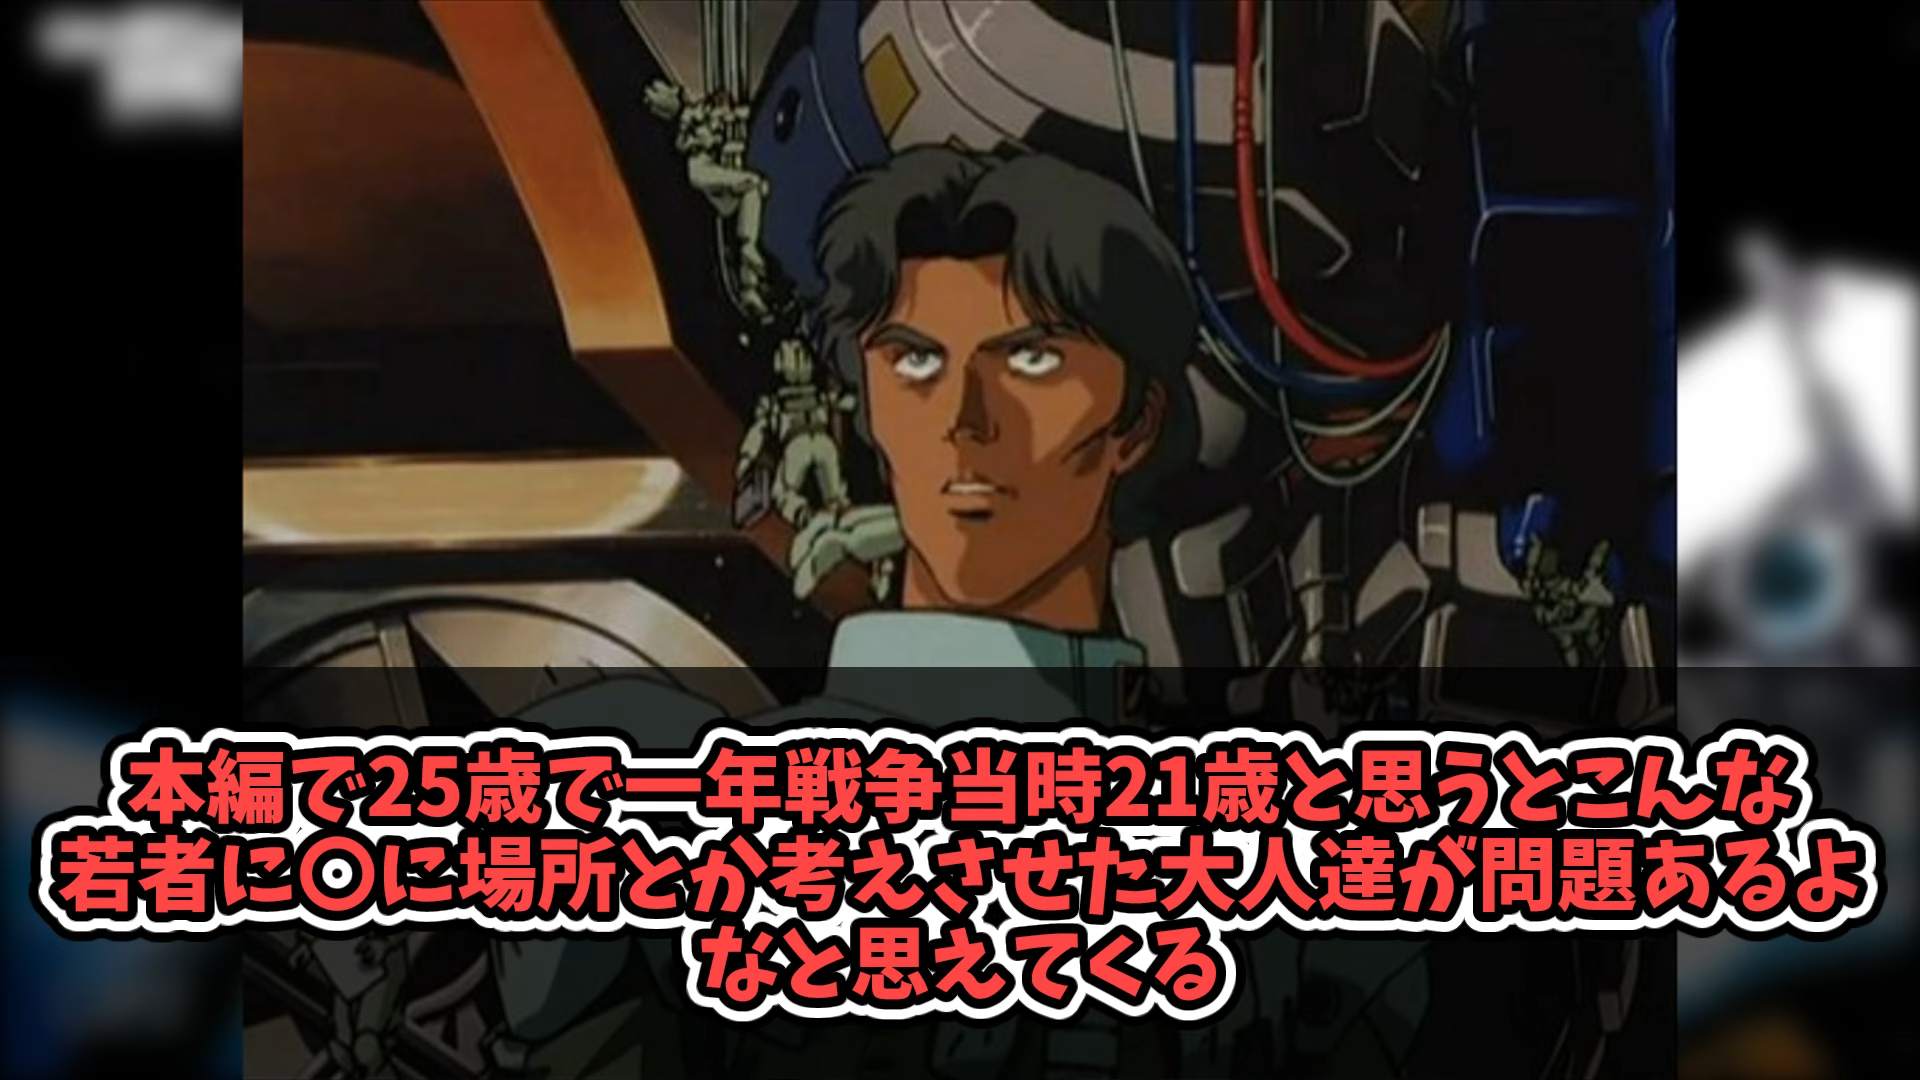 本編で25歳で一年戦争当時21歳と思うとこんな
若者に〇に場所とか考えさせた大人達が問題あるよ
なと思えてくる